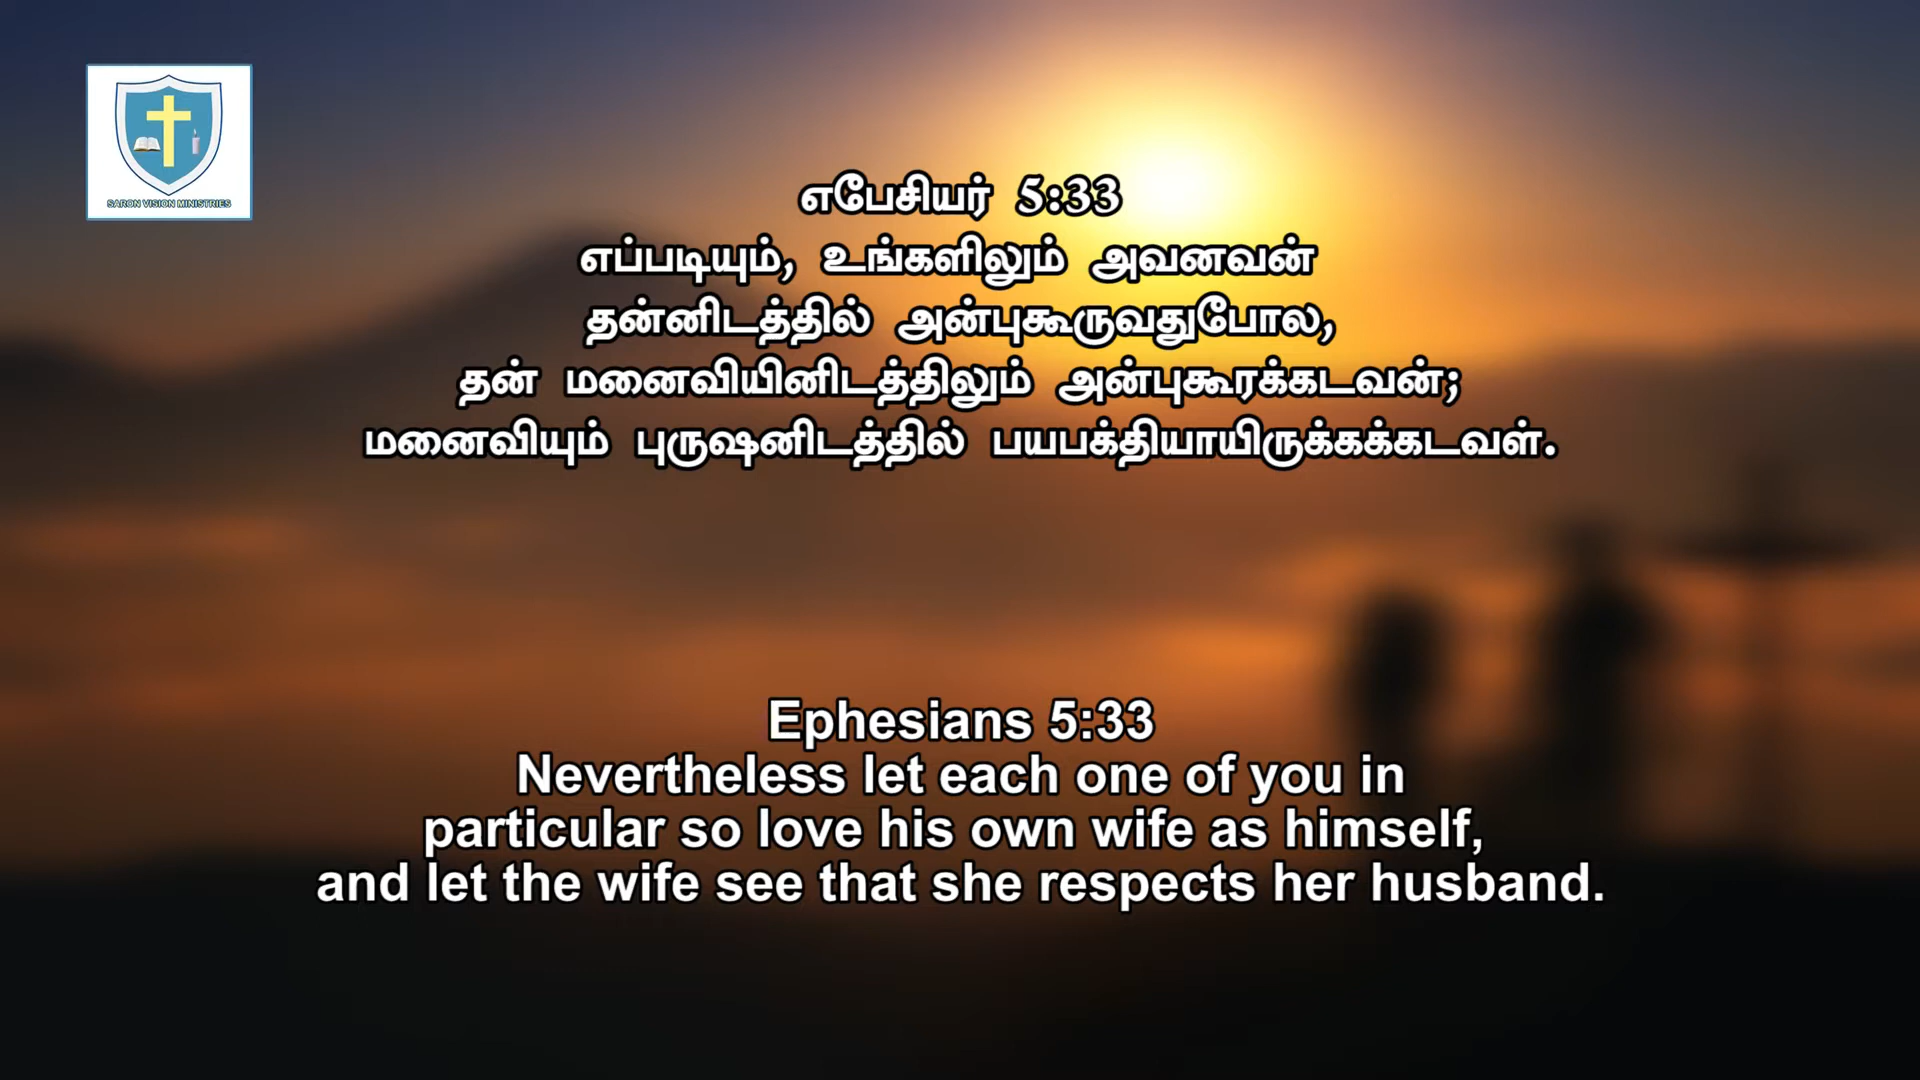 SARON VISION MINISTRIES
எபேசியர் 5:33
எப்படியும், உங்களிலும் அவனவன்
தன்னிடத்தில் அன்புகூருவதுபோல,
தன் மனைவியினிடத்திலும் அன்புகூரக்கடவன்;
மனைவியும் புருஷனிடத்தில் பயபக்தியாயிருக்கக்கடவள்.
Ephesians 5:33
Nevertheless let each one of you in
particular so love his own wife as himself,
and let the wife see that she respects her husband.